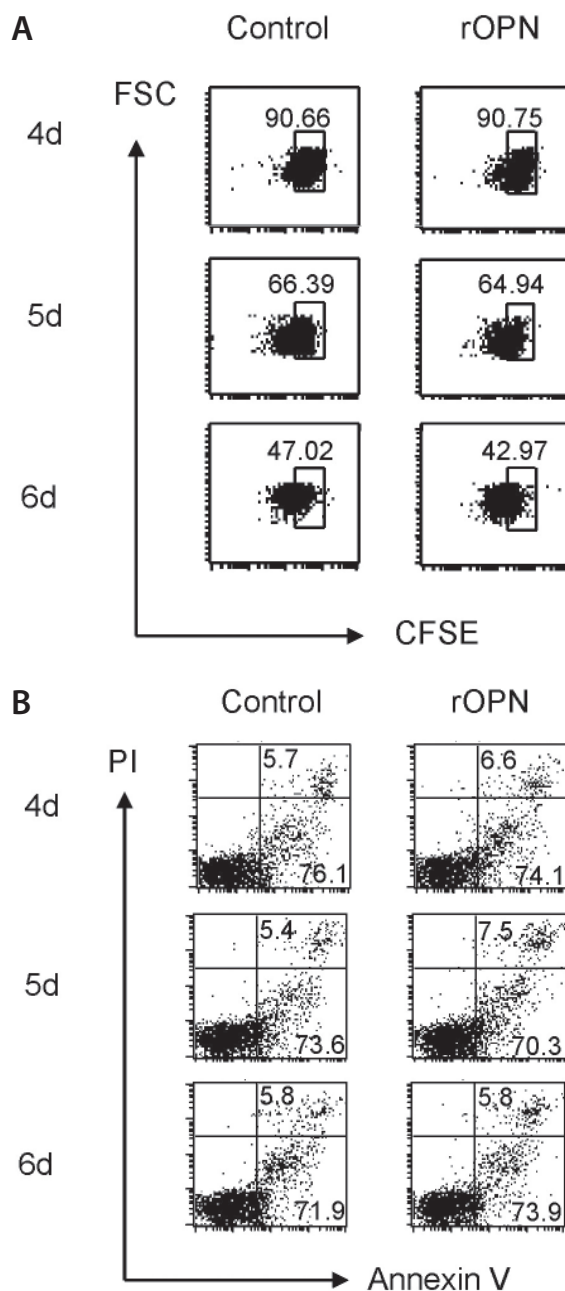 A
Control rOPN
FSC
4d
90.66 90.75
5d
66.39 64.94
6d
47.02 42.97
CFSE
B
Control rOPN
PI
4d
5.7 6.6
76.1 74.1
5d
5.4 7.5
73.6 70.3
6d
5.8 5.8
71.9 73.9
Annexin V